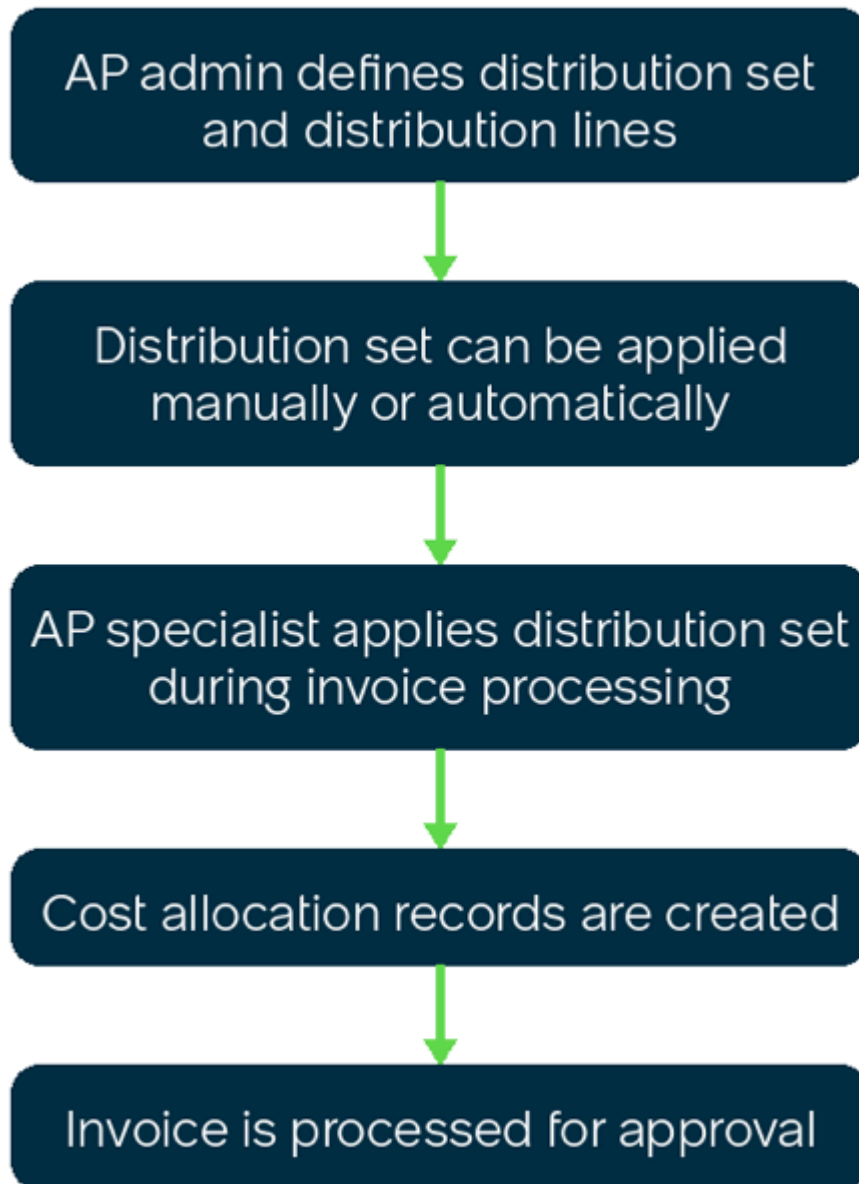 AP admin defines distribution set
and distribution lines
Distribution set can be applied
manually or automatically
AP specialist applies distribution set
during invoice processing
Cost allocation records are created
Invoice is processed for approval